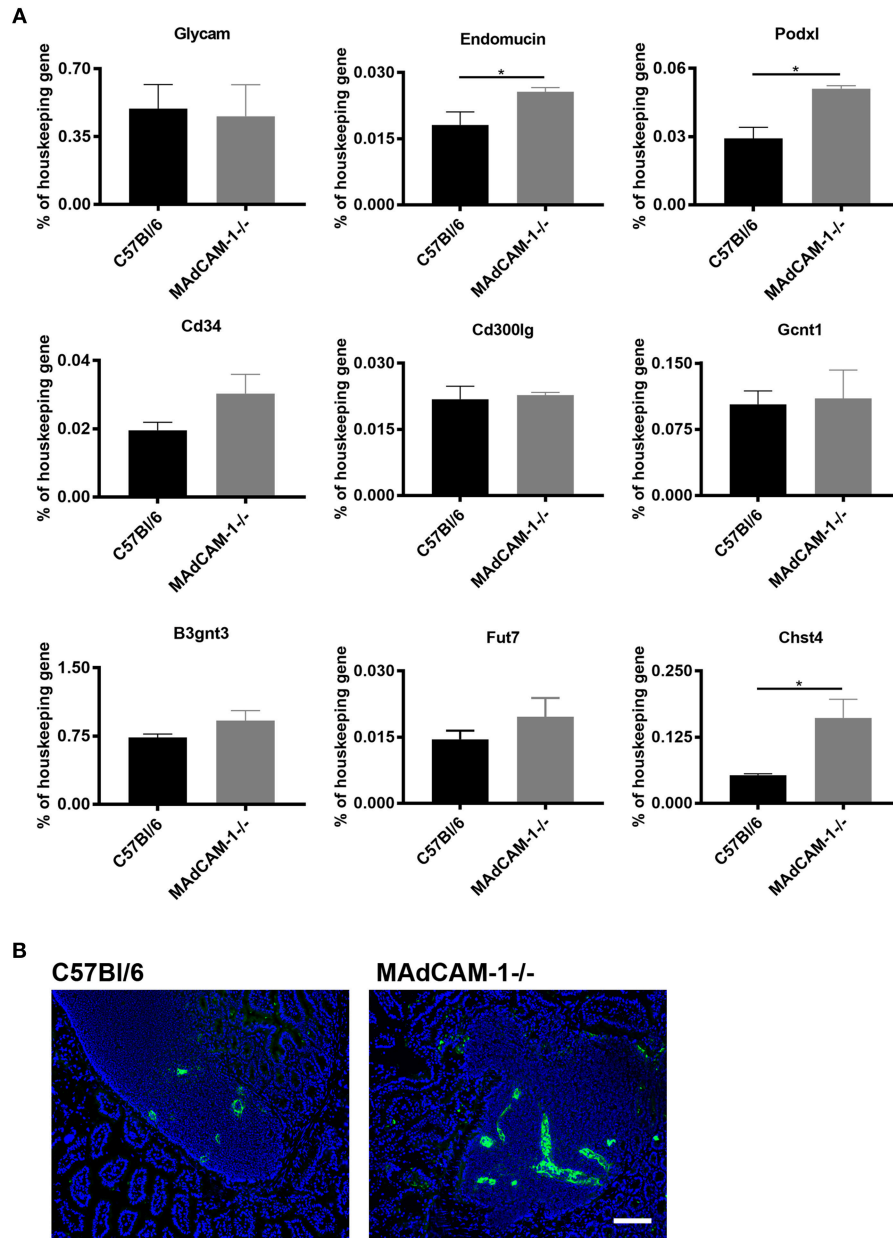 A
Glycam
% of houskeeping gene
0.70
0.35
0.00
C57Bl/6
MAdCAM-1-/-
Endomucin
% of houskeeping gene
0.030
0.015
0.000
*
C57Bl/6
MAdCAM-1-/-
Podxl
% of houskeeping gene
0.06
0.03
0.00
*
C57Bl/6
MAdCAM-1-/-
Cd34
% of houskeeping gene
0.04
0.02
0.00
C57Bl/6
MAdCAM-1-/-
Cd300lg
% of houskeeping gene
0.030
0.015
0.000
C57Bl/6
MAdCAM-1-/-
Gcnt1
% of houskeeping gene
0.150
0.075
0.000
C57Bl/6
MAdCAM-1-/-
B3gnt3
% of houskeeping gene
1.50
0.75
0.00
C57Bl/6
MAdCAM-1-/-
Fut7
% of houskeeping gene
0.030
0.015
0.000
C57Bl/6
MAdCAM-1-/-
Chst4
% of houskeeping gene
0.250
0.125
0.000
*
C57Bl/6
MAdCAM-1-/-
B
C57Bl/6
MAdCAM-1-/-